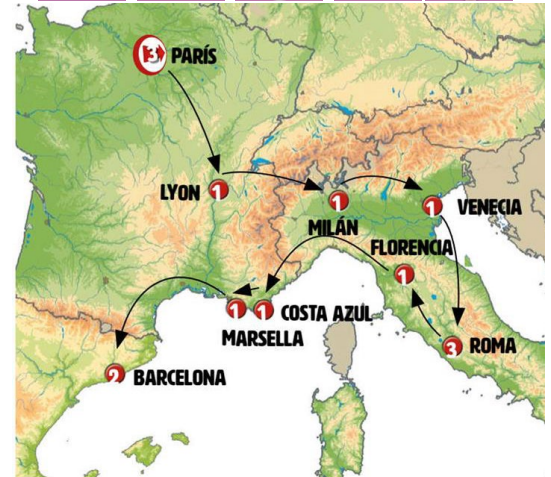 3 PARÍS
LYON 1
1
MILÁN
1 VENECIA
FLORENCIA
1
1 1 COSTA AZUL
MARSELLA
3 ROMA
2 BARCELONA